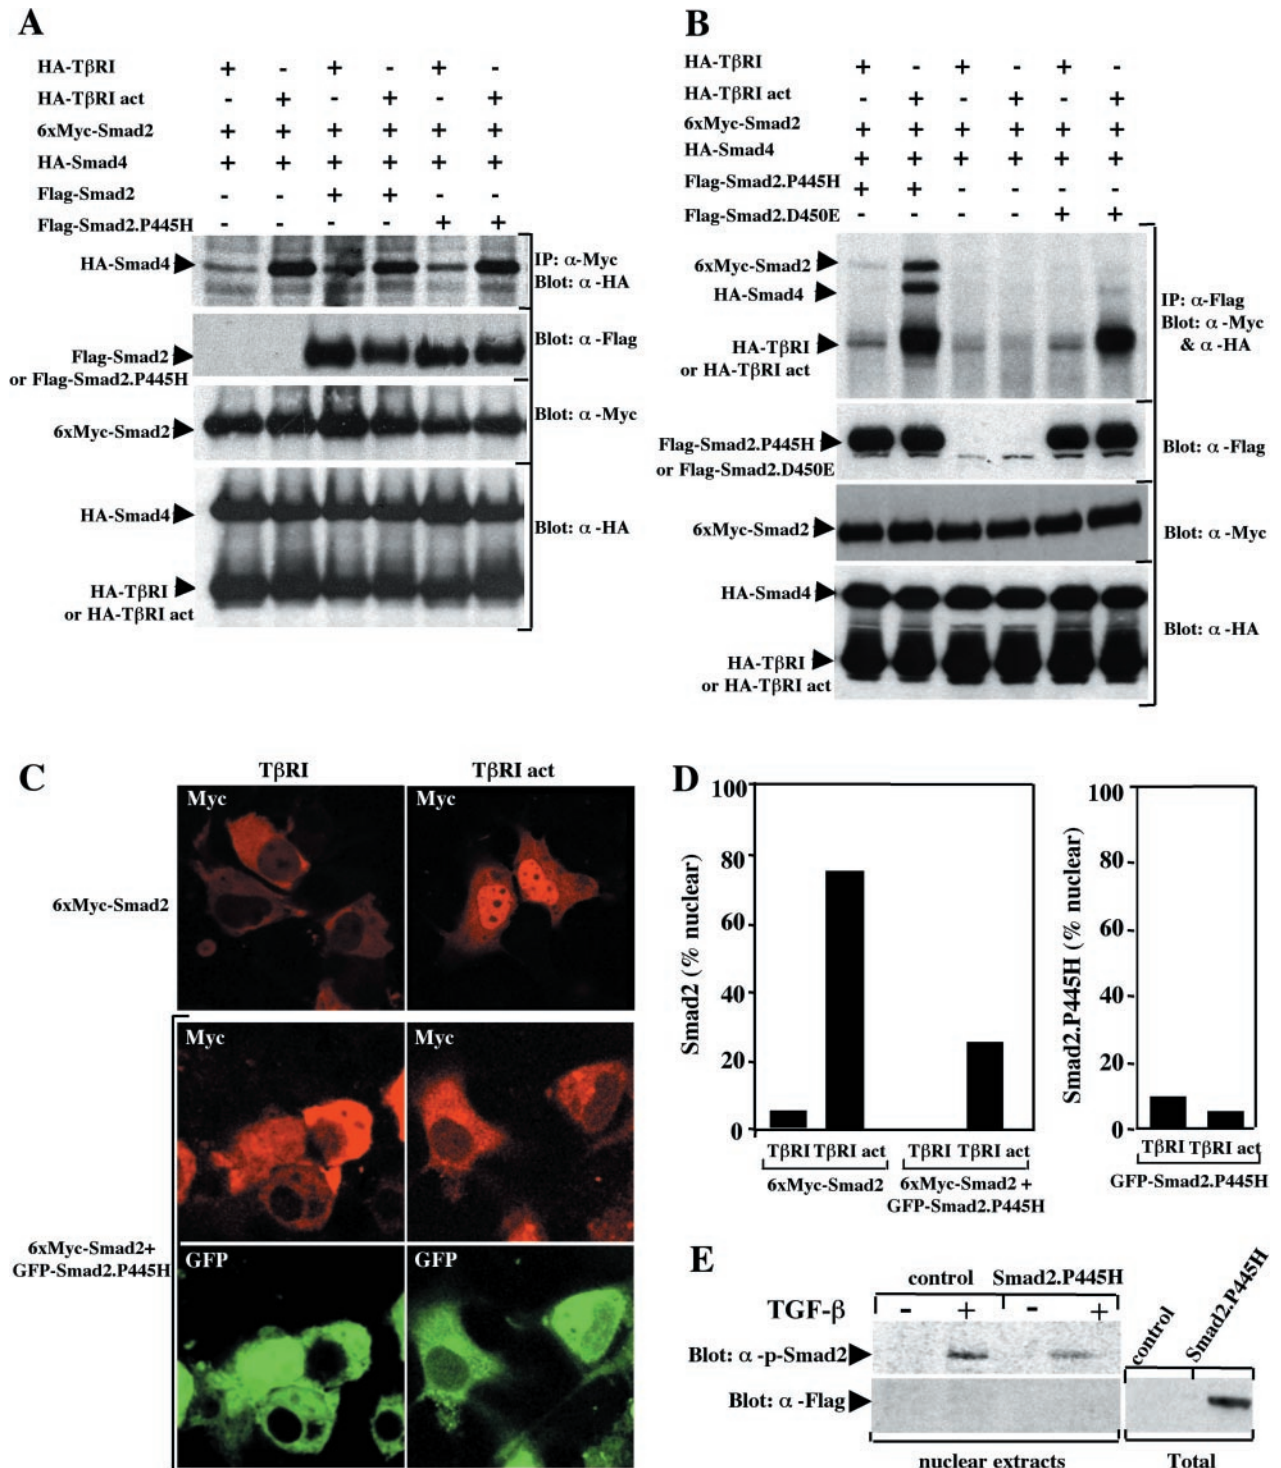 A
HA-TβRI + - + - + -
HA-TβRI act - + - + - +
6xMyc-Smad2 + + + + + +
HA-Smad4 + + + + + +
Flag-Smad2 - - + + - -
Flag-Smad2.P445H - - - - + +
HA-Smad4
IP: α-Myc
Blot: α-HA
Flag-Smad2
or Flag-Smad2.P445H
Blot: α-Flag
6xMyc-Smad2
Blot: α-Myc
HA-Smad4
HA-TβRI
or HA-TβRI act
Blot: α-HA
B
HA-TβRI + - + - + -
HA-TβRI act - + - + - +
6xMyc-Smad2 + + + + + +
HA-Smad4 + + + + + +
Flag-Smad2.P445H + + - - - -
Flag-Smad2.D450E - - - - + +
6xMyc-Smad2
HA-Smad4
HA-TβRI
or HA-TβRI act
IP: α-Flag
Blot: α-Myc
& α-HA
Flag-Smad2.P445H
or Flag-Smad2.D450E
Blot: α-Flag
6xMyc-Smad2
Blot: α-Myc
HA-Smad4
HA-TβRI
or HA-TβRI act
Blot: α-HA
C
TβRI TβRI act
Myc Myc
6xMyc-Smad2
Myc Myc
6xMyc-Smad2+
GFP-Smad2.P445H
GFP GFP
D
Smad2 (% nuclear)
100
80
60
40
20
0
TβRI TβRI act TβRI TβRI act
6xMyc-Smad2
6xMyc-Smad2 +
GFP-Smad2.P445H
Smad2.P445H (% nuclear)
100
80
60
40
20
0
TβRI TβRI act
GFP-Smad2.P445H
E
control Smad2.P445H
TGF-β - + - +
Blot: α-p-Smad2
Blot: α-Flag
nuclear extracts
control
Smad2.P445H
Total